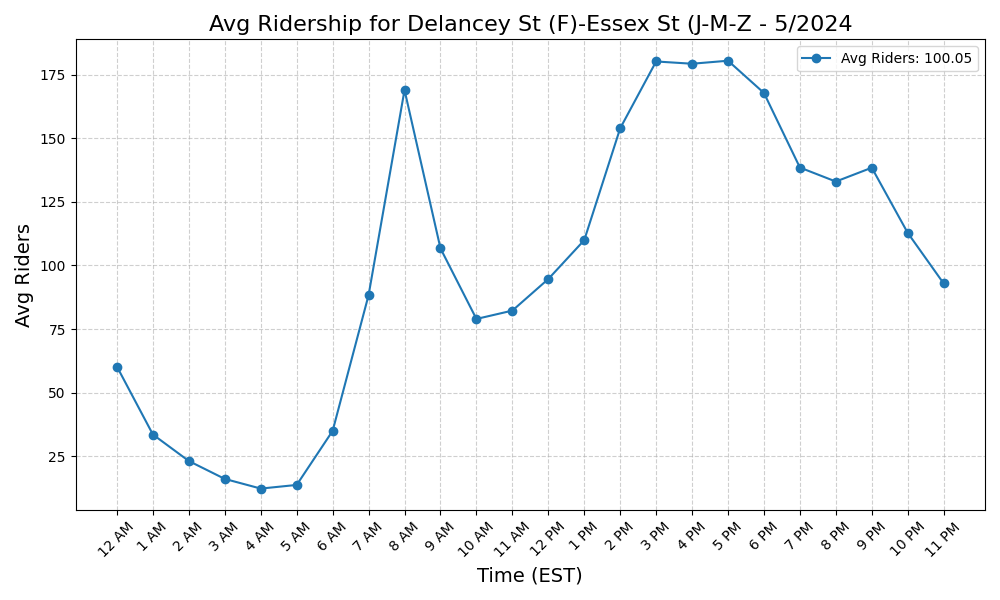 Avg Ridership for Delancey St (F)-Essex St (J-M-Z - 5/2024
Avg Riders: 100.05
Avg Riders
175
150
125
100
75
50
25
12 AM
1 AM
2 AM
3 AM
4 AM
5 AM
6 AM
7 AM
8 AM
9 AM
10 AM
11 AM
12 PM
1 PM
2 PM
3 PM
4 PM
5 PM
6 PM
7 PM
8 PM
9 PM
10 PM
11 PM
Time (EST)